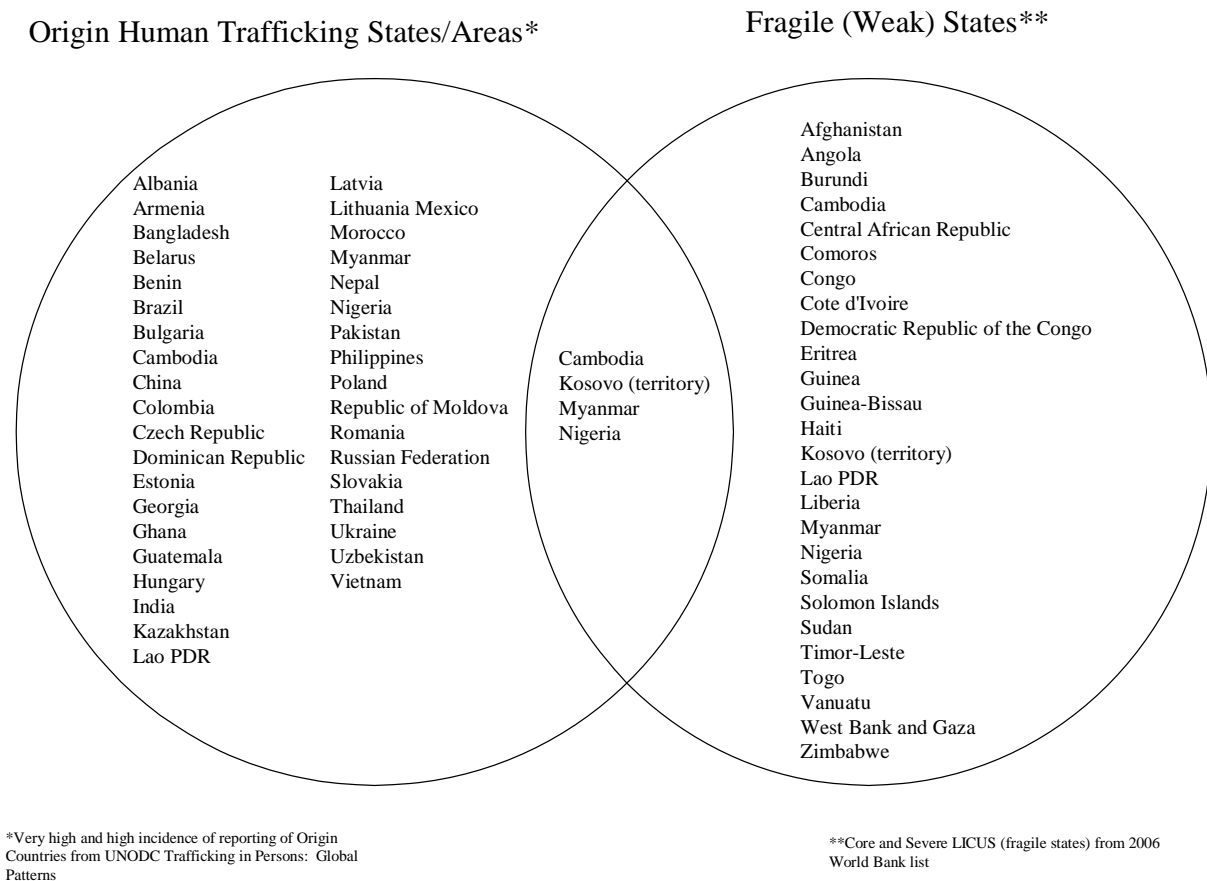 Origin Human Trafficking States/Areas*
Fragile (Weak) States**
Albania
Armenia
Bangladesh
Belarus
Benin
Brazil
Bulgaria
Cambodia
China
Colombia
Czech Republic
Dominican Republic
Estonia
Georgia
Ghana
Guatemala
Hungary
India
Kazakhstan
Lao PDR
Latvia
Lithuania Mexico
Morocco
Myanmar
Nepal
Nigeria
Pakistan
Philippines
Poland
Republic of Moldova
Romania
Russian Federation
Slovakia
Thailand
Ukraine
Uzbekistan
Vietnam
Cambodia
Kosovo (territory)
Myanmar
Nigeria
Afghanistan
Angola
Burundi
Cambodia
Central African Republic
Comoros
Congo
Cote d'Ivoire
Democratic Republic of the Congo
Eritrea
Guinea
Guinea-Bissau
Haiti
Kosovo (territory)
Lao PDR
Liberia
Myanmar
Nigeria
Somalia
Solomon Islands
Sudan
Timor-Leste
Togo
Vanuatu
West Bank and Gaza
Zimbabwe
*Very high and high incidence of reporting of Origin
Countries from UNODC Trafficking in Persons: Global
Patterns
**Core and Severe LICUS (fragile states) from 2006
World Bank list